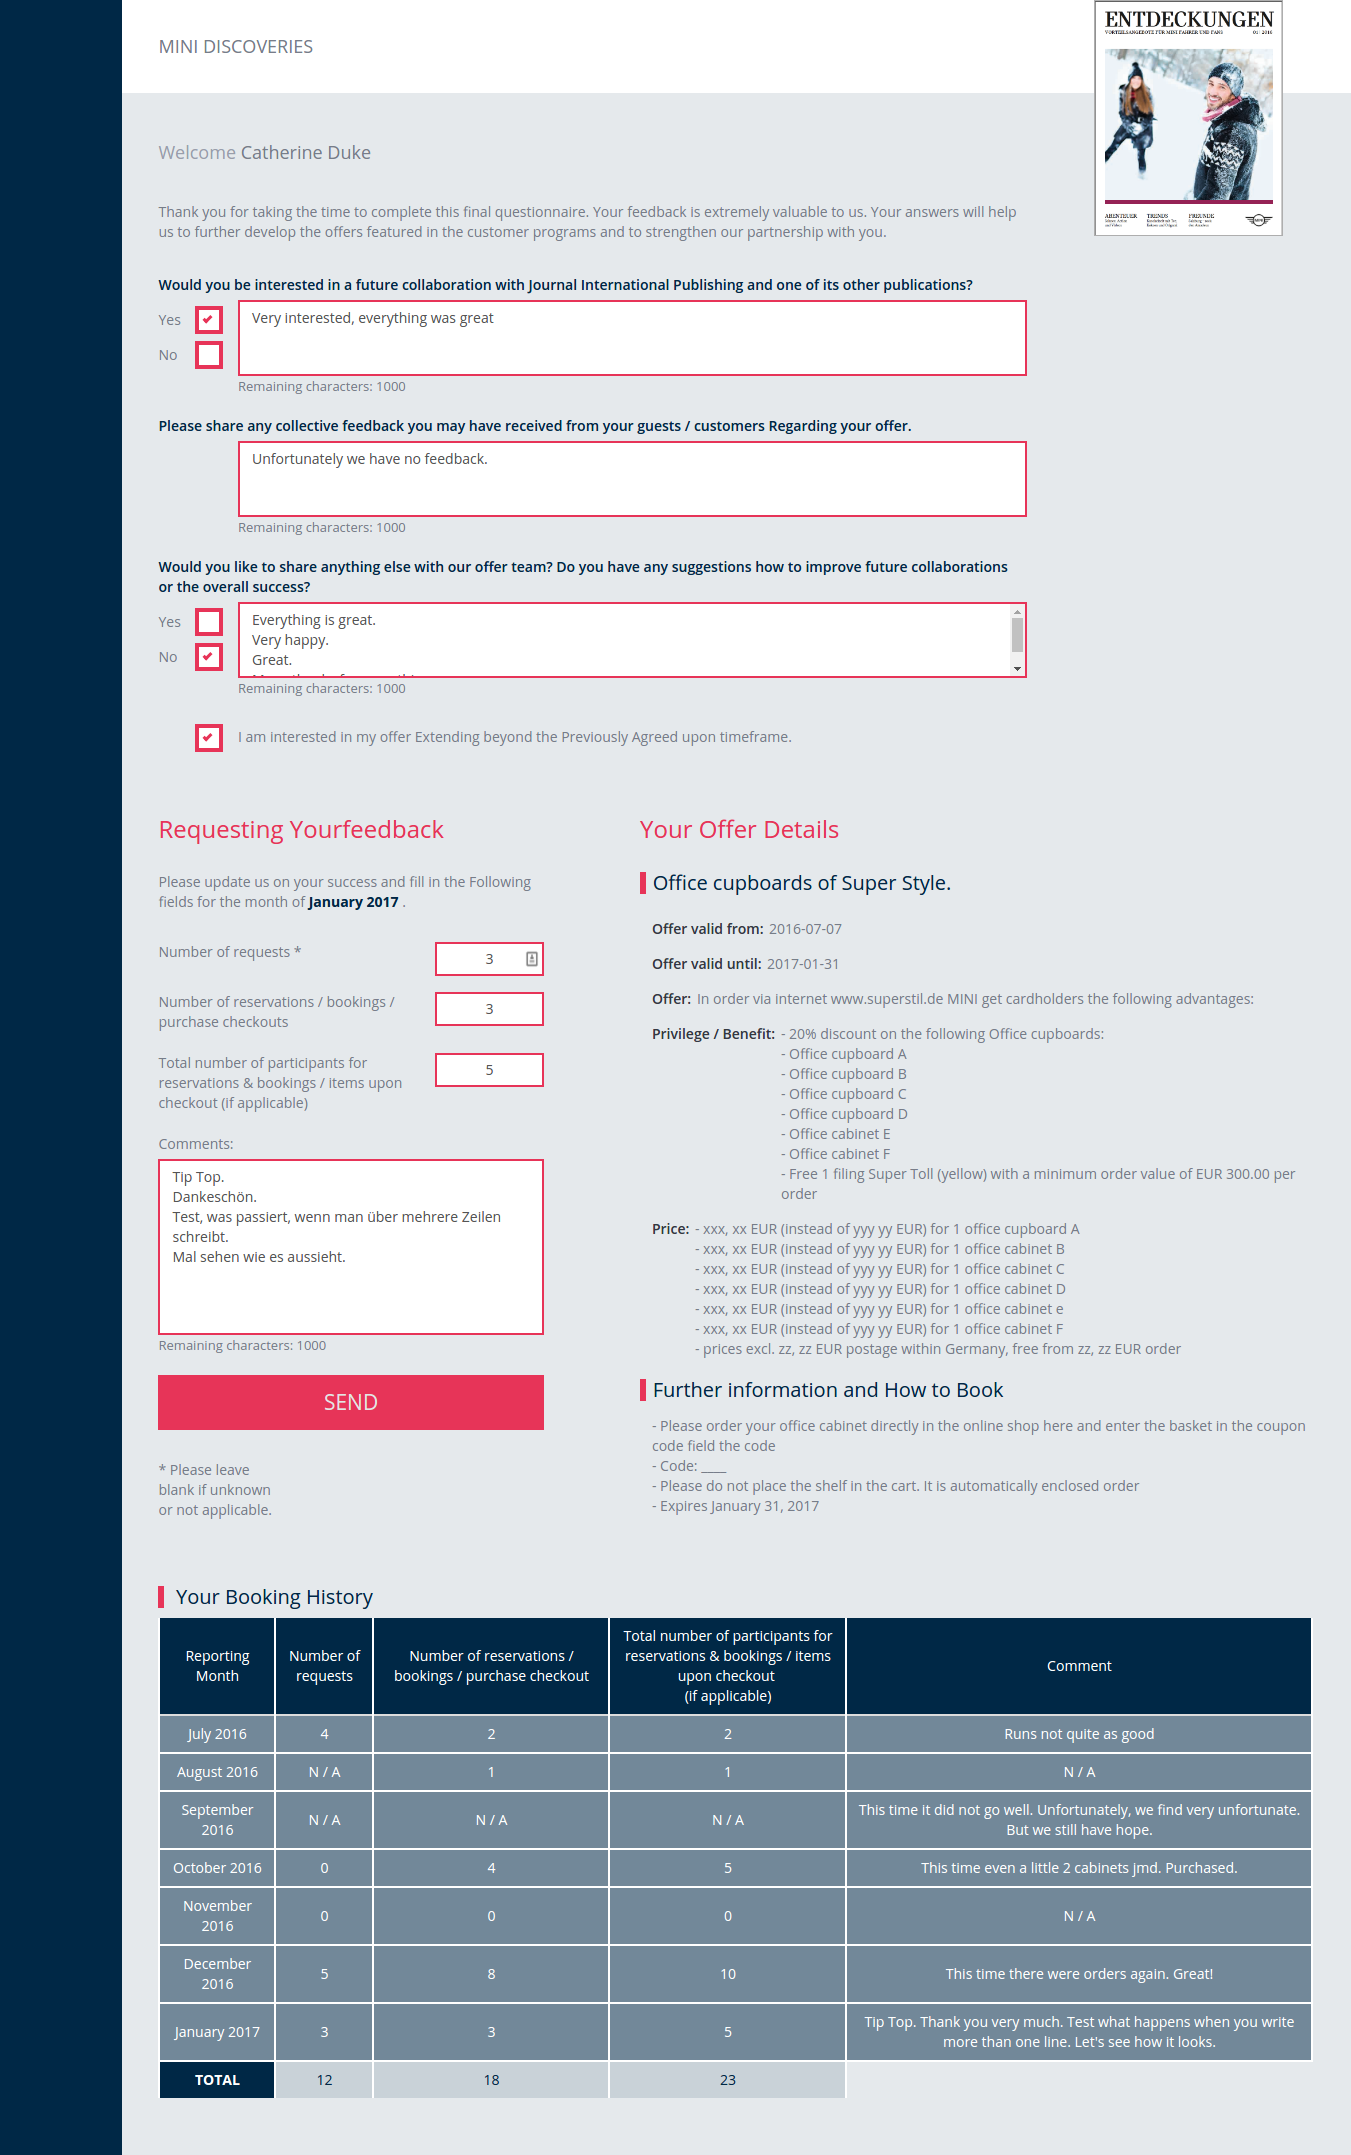 MINI DISCOVERIES
ENTDECKUNGEN
VORTEILSANGEBOTE FÜR MINI FAHRER UND FANS 01 2016
ABENTEUER TRENDS FREUNDE
Welcome Catherine Duke
Thank you for taking the time to complete this final questionnaire. Your feedback is extremely valuable to us. Your answers will help
us to further develop the offers featured in the customer programs and to strengthen our partnership with you.
Would you be interested in a future collaboration with Journal International Publishing and one of its other publications?
Yes
Very interested, everything was great
No
Remaining characters: 1000
Please share any collective feedback you may have received from your guests / customers Regarding your offer.
Unfortunately we have no feedback.
Remaining characters: 1000
Would you like to share anything else with our offer team? Do you have any suggestions how to improve future collaborations
or the overall success?
Yes
No
Everything is great.
Very happy.
Great.
Remaining characters: 1000
I am interested in my offer Extending beyond the Previously Agreed upon timeframe.
Requesting Yourfeedback
Please update us on your success and fill in the Following
fields for the month of January 2017 .
Number of requests * 3
Number of reservations / bookings /
purchase checkouts
3
Total number of participants for
reservations & bookings / items upon
checkout (if applicable)
5
Comments:
Tip Top.
Dankeschön.
Test, was passiert, wenn man über mehrere Zeilen
schreibt.
Mal sehen wie es aussieht.
Remaining characters: 1000
SEND
* Please leave
blank if unknown
or not applicable.
Your Offer Details
Office cupboards of Super Style.
Offer valid from: 2016-07-07
Offer valid until: 2017-01-31
Offer: In order via internet www.superstil.de MINI get cardholders the following advantages:
Privilege / Benefit: - 20% discount on the following Office cupboards:
- Office cupboard A
- Office cupboard B
- Office cupboard C
- Office cupboard D
- Office cabinet E
- Office cabinet F
- Free 1 filing Super Toll (yellow) with a minimum order value of EUR 300.00 per
order
Price: - xxx, xx EUR (instead of yyy yy EUR) for 1 office cupboard A
- xxx, xx EUR (instead of yyy yy EUR) for 1 office cabinet B
- xxx, xx EUR (instead of yyy yy EUR) for 1 office cabinet C
- xxx, xx EUR (instead of yyy yy EUR) for 1 office cabinet D
- xxx, xx EUR (instead of yyy yy EUR) for 1 office cabinet e
- xxx, xx EUR (instead of yyy yy EUR) for 1 office cabinet F
- prices excl. zz, zz EUR postage within Germany, free from zz, zz EUR order
Further information and How to Book
- Please order your office cabinet directly in the online shop here and enter the basket in the coupon
code field the code
- Code: ____
- Please do not place the shelf in the cart. It is automatically enclosed order
- Expires January 31, 2017
Your Booking History
Reporting
Month
Number of
requests
Number of reservations /
bookings / purchase checkout
Total number of participants for
reservations & bookings / items
upon checkout
(if applicable)
Comment
July 2016 4 2 2 Runs not quite as good
August 2016 N / A 1 1 N / A
September
2016
N / A N / A N / A
This time it did not go well. Unfortunately, we find very unfortunate.
But we still have hope.
October 2016 0 4 5 This time even a little 2 cabinets jmd. Purchased.
November
2016
0 0 0 N / A
December
2016
5 8 10 This time there were orders again. Great!
January 2017 3 3 5
Tip Top. Thank you very much. Test what happens when you write
more than one line. Let's see how it looks.
TOTAL 12 18 23